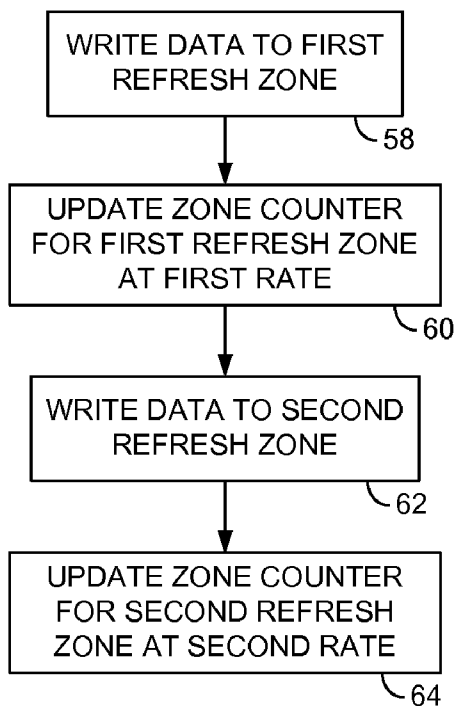 WRITE DATA TO FIRST
REFRESH ZONE
58
UPDATE ZONE COUNTER
FOR FIRST REFRESH ZONE
AT FIRST RATE
60
WRITE DATA TO SECOND
REFRESH ZONE
62
UPDATE ZONE COUNTER
FOR SECOND REFRESH
ZONE AT SECOND RATE
64